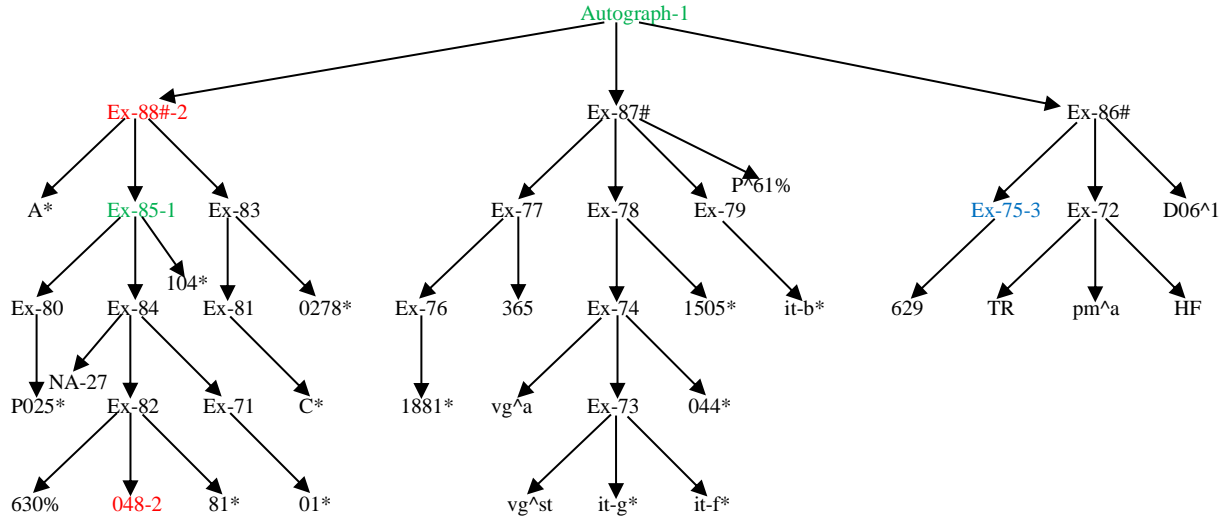 Autograph-1
Ex-88#-2 Ex-87# Ex-86#
P^61%
A* Ex-85-1 Ex-83 Ex-77 Ex-78 Ex-79 Ex-75-3 Ex-72 D06^1
104*
Ex-80 Ex-84 Ex-81 0278* Ex-76 365 Ex-74 1505* it-b* 629 TR pm^a HF
NA-27
P025* Ex-82 Ex-71 C* 1881* vg^a Ex-73 044*
630% 048-2 81* 01* vg^st it-g* it-f*